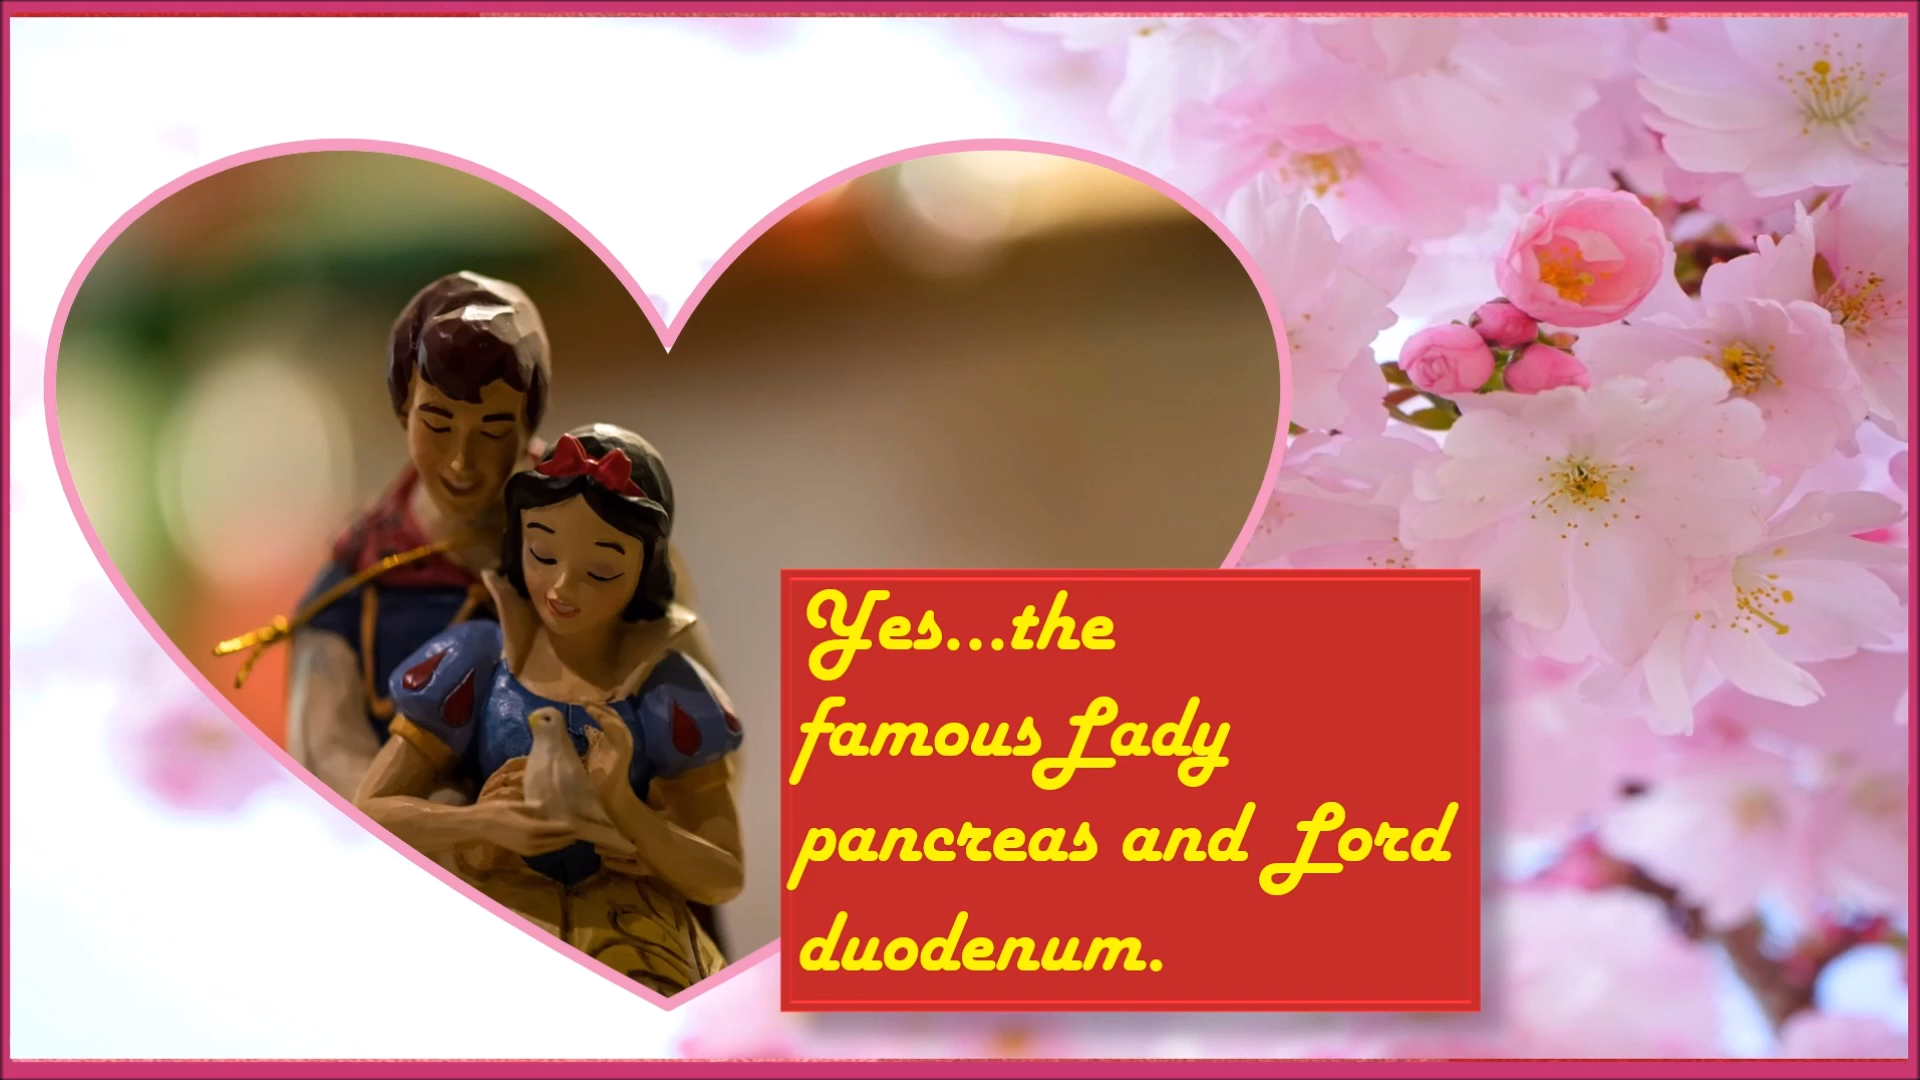 Yes...the
famous Lady
pancreas and Lord
duodenum.